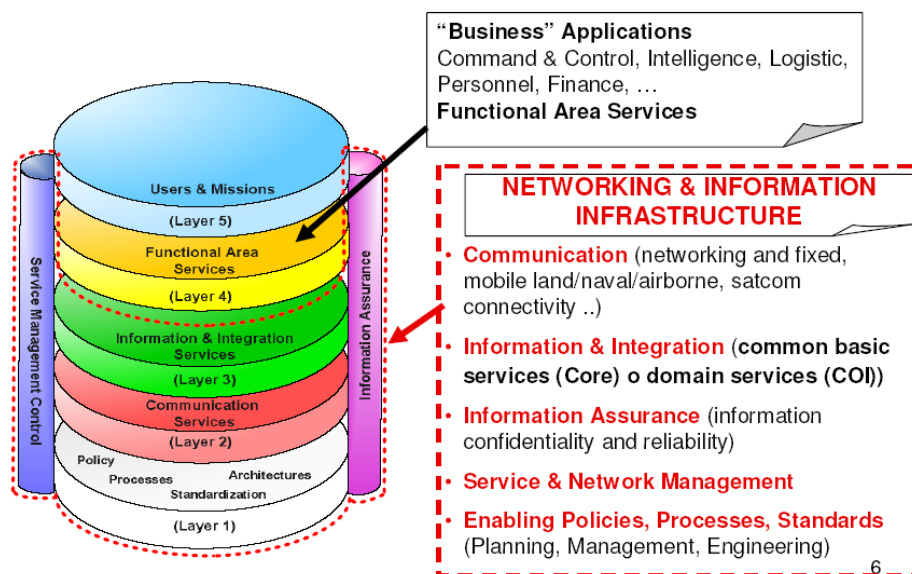 “Business” Applications
Command & Control, Intelligence, Logistic,
Personnel, Finance, …
Functional Area Services
Users & Missions
(Layer 5)
Functional Area
Services
(Layer 4)
Information & Integration
Services
(Layer 3)
Communication
Services
(Layer 2)
Policy
Processes
Architectures
Standardization
(Layer 1)
Service Management Control
Information Assurance
NETWORKING & INFORMATION
INFRASTRUCTURE
• Communication (networking and fixed,
mobile land/naval/airborne, satcom
connectivity ..)
• Information & Integration (common basic
services (Core) o domain services (COI))
• Information Assurance (information
confidentiality and reliability)
• Service & Network Management
• Enabling Policies, Processes, Standards
(Planning, Management, Engineering)
6